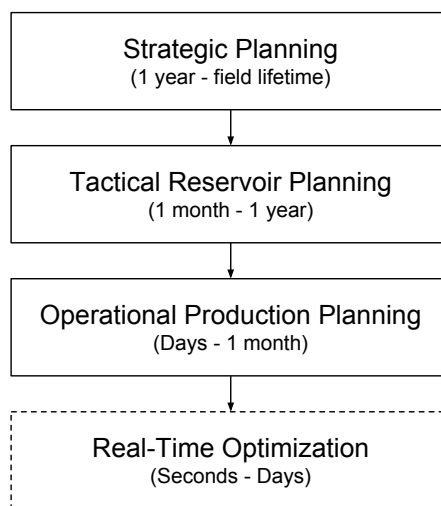 Strategic Planning
(1 year - field lifetime)
Tactical Reservoir Planning
(1 month - 1 year)
Operational Production Planning
(Days - 1 month)
Real-Time Optimization
(Seconds - Days)